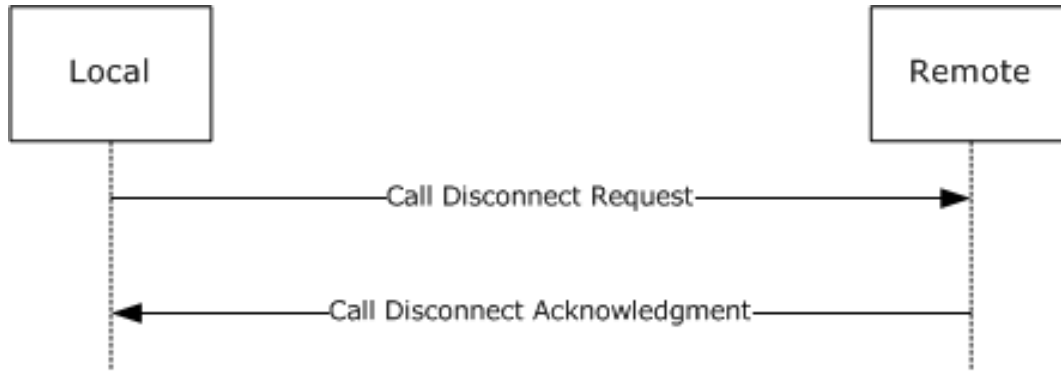 Local
Remote
Call Disconnect Request
Call Disconnect Acknowledgment